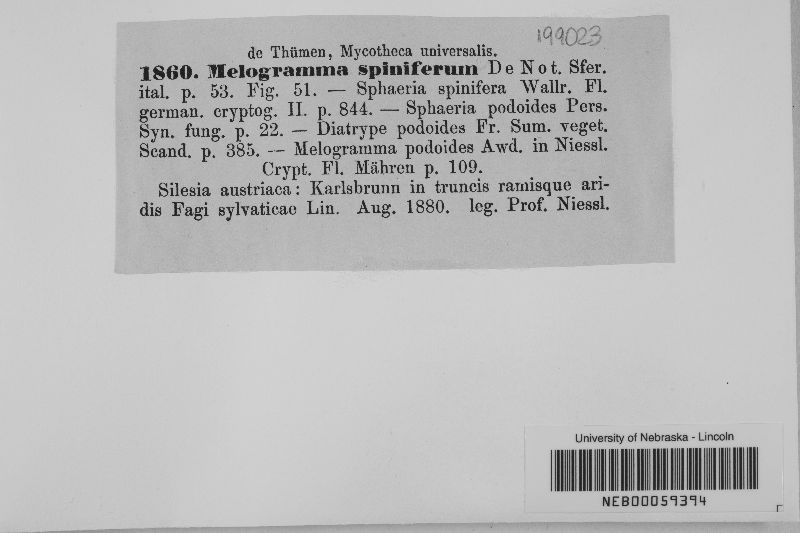 199023
de Thümen, Mycotheca universalis.
1860. Melogramma spiniferum De Not. Sfer.
ital. p. 53. Fig. 51. — Sphaeria spinifera Wallr. Fl.
german. cryptog. II. p. 844. — Sphaeria podoides Pers.
Syn. fung. p. 22. — Diatrype podoides Fr. Sum. veget.
Scand. p. 385. — Melogramma podoides Awd. in Niessl.
Crypt. Fl. Mähren p. 109.
Silesia austriaca: Karlsbrunn in truncis ramisque ari-
dis Fagi sylvaticae Lin. Aug. 1880. leg. Prof. Niessl.
University of Nebraska - Lincoln
NEB00059394